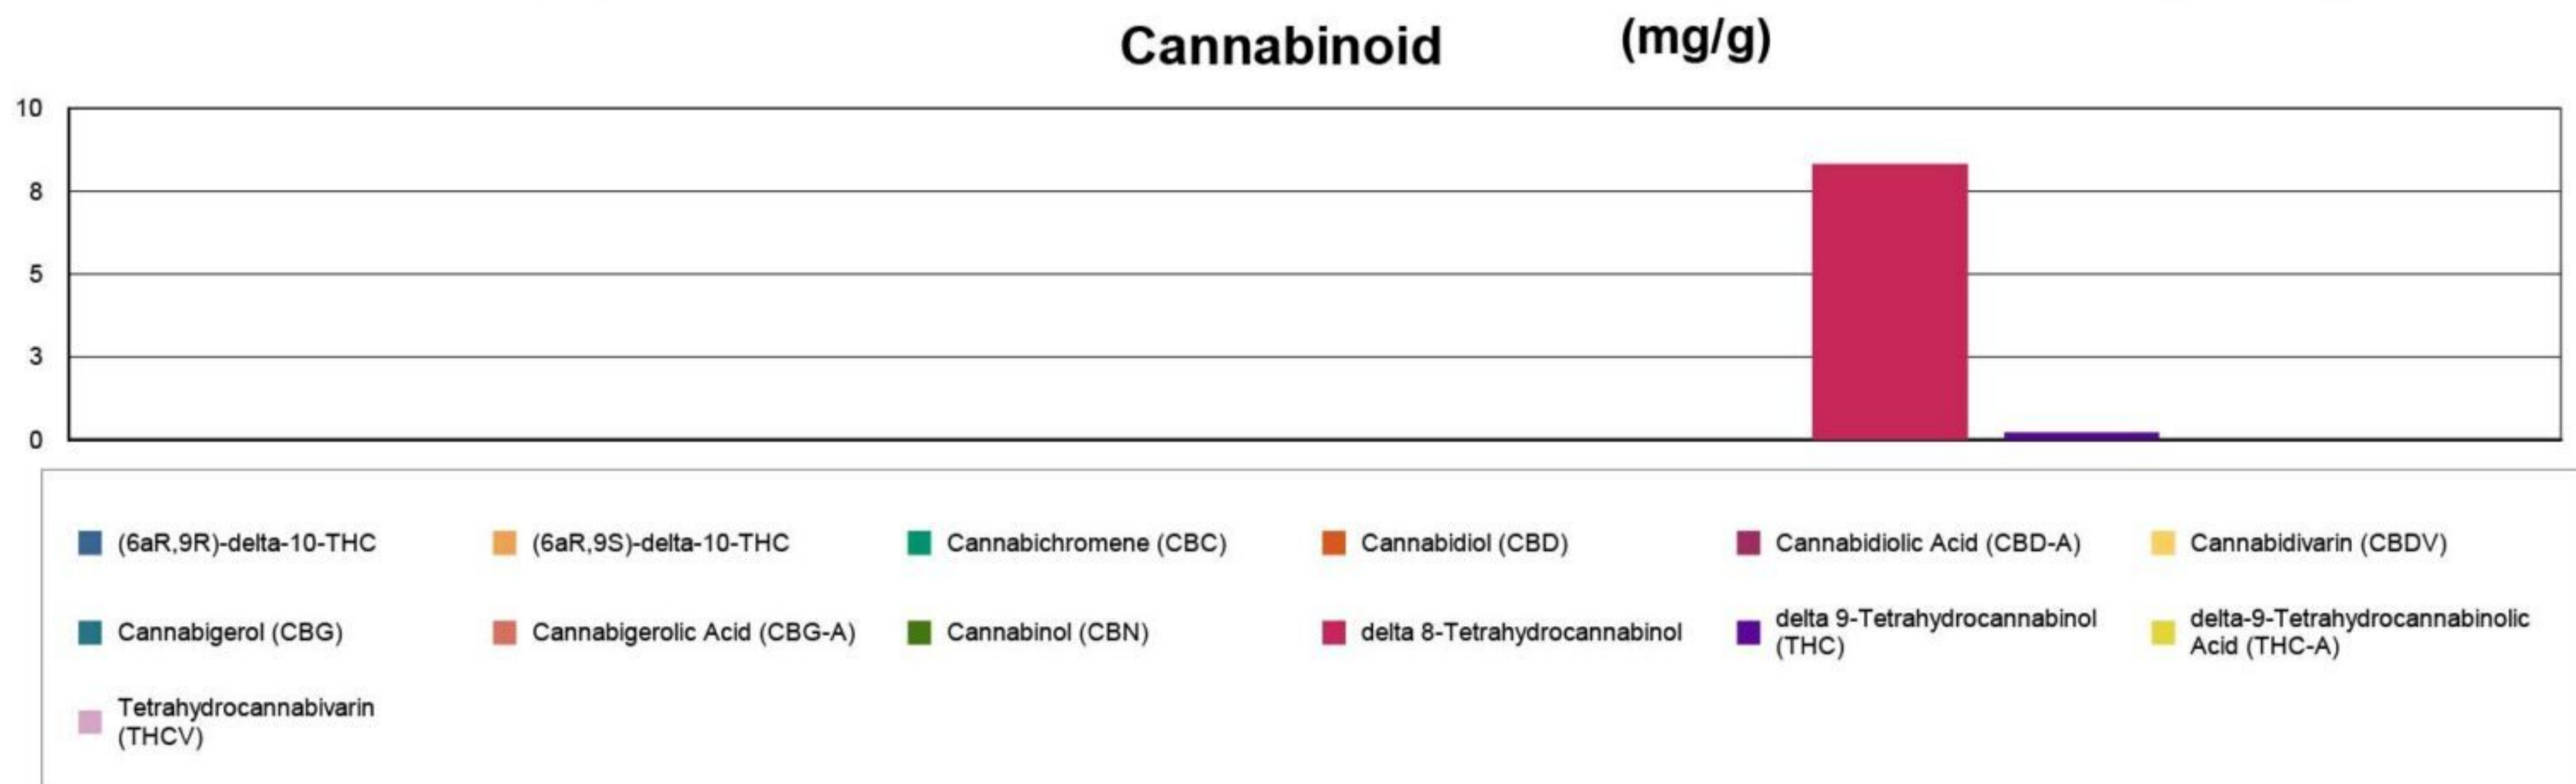 Cannabinoid (mg/g)
10
8
5
3
0
(6aR,9R)-delta-10-THC (6aR,9S)-delta-10-THC Cannabichromene (CBC) Cannabidiol (CBD) Cannabidiolic Acid (CBD-A) Cannabidivarin (CBDV)
Cannabigerol (CBG) Cannabigerolic Acid (CBG-A) Cannabinol (CBN) delta 8-Tetrahydrocannabinol
delta 9-Tetrahydrocannabinol
(THC)
delta-9-Tetrahydrocannabinolic
Acid (THC-A)
Tetrahydrocannabivarin
(THCV)